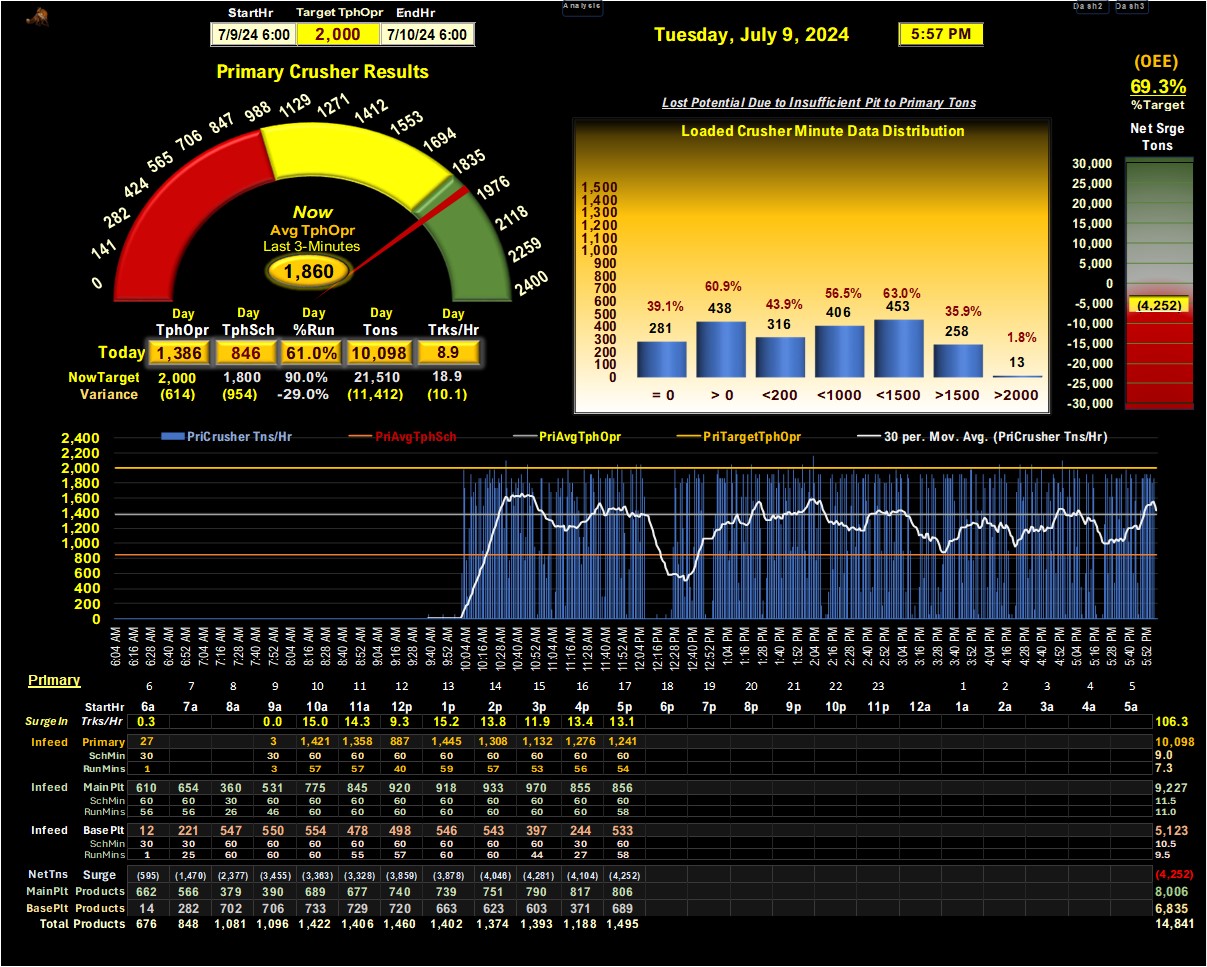 Analysis
Dash2 Dash3
StartHr Target TphOpr EndHr
7/9/24 6:00 2,000 7/10/24 6:00
Tuesday, July 9, 2024 5:57 PM
Primary Crusher Results
(OEE)
69.3%
%Target
Net Srge
Tons
Lost Potential Due to Insufficient Pit to Primary Tons
Loaded Crusher Minute Data Distribution
0 141 282 424 565 706 847 988 1129 1271 1412 1553 1694 1835 1976 2118 2259 2400
Now
Avg TphOpr
Last 3-Minutes
1,860
1,500
1,400
1,300
1,200
1,100
1,000
900
800
700
600
500
400
300
200
100
0
39.1% 60.9% 43.9% 56.5% 63.0% 35.9% 1.8%
281 438 316 406 453 258 13
= 0 > 0 <200 <1000 <1500 >1500 >2000
30,000
25,000
20,000
15,000
10,000
5,000
0
-5,000
-10,000
-15,000
-20,000
-25,000
-30,000
(4,252)
Day Day Day Day Day
TphOpr TphSch %Run Tons Trks/Hr
Today 1,386 846 61.0% 10,098 8.9
NowTarget 2,000 1,800 90.0% 21,510 18.9
Variance (614) (954) -29.0% (11,412) (10.1)
PriCrusher Tns/Hr PriAvgTphSch PriAvgTphOpr PriTargetTphOpr 30 per. Mov. Avg. (PriCrusher Tns/Hr)
2,400
2,200
2,000
1,800
1,600
1,400
1,200
1,000
800
600
400
200
0
6:04 AM 6:16 AM 6:28 AM 6:40 AM 6:52 AM 7:04 AM 7:16 AM 7:28 AM 7:40 AM 7:52 AM 8:04 AM 8:16 AM 8:28 AM 8:40 AM 8:52 AM 9:04 AM 9:16 AM 9:28 AM 9:40 AM 9:52 AM 10:04 AM 10:16 AM 10:28 AM 10:40 AM 10:52 AM 11:04 AM 11:16 AM 11:28 AM 11:40 AM 11:52 AM 12:04 PM 12:16 PM 12:28 PM 12:40 PM 12:52 PM 1:04 PM 1:16 PM 1:28 PM 1:40 PM 1:52 PM 2:04 PM 2:16 PM 2:28 PM 2:40 PM 2:52 PM 3:04 PM 3:16 PM 3:28 PM 3:40 PM 3:52 PM 4:04 PM 4:16 PM 4:28 PM 4:40 PM 4:52 PM 5:04 PM 5:16 PM 5:28 PM 5:40 PM 5:52 PM
Primary
6 7 8 9 10 11 12 13 14 15 16 17 18 19 20 21 22 23 1 2 3 4 5
StartHr 6a 7a 8a 9a 10a 11a 12p 1p 2p 3p 4p 5p 6p 7p 8p 9p 10p 11p 12a 1a 2a 3a 4a 5a
SurgeIn Trks/Hr 0.3 0.0 15.0 14.3 9.3 15.2 13.8 11.9 13.4 13.1 106.3
Infeed Primary 27 3 1,421 1,358 887 1,445 1,308 1,132 1,276 1,241 10,098
SchMin 30 30 60 60 60 60 60 60 60 60 9.0
RunMins 1 3 57 57 40 59 57 53 56 54 7.3
Infeed MainPlt 610 654 360 531 775 845 920 918 933 970 855 856 9,227
SchMin 60 60 30 60 60 60 60 60 60 60 60 60 11.5
RunMins 56 56 26 46 60 60 60 60 60 60 60 58 11.0
Infeed BasePlt 12 221 547 550 554 478 498 546 543 397 244 533 5,123
SchMin 30 30 60 60 60 60 60 60 60 60 30 60 10.5
RunMins 1 25 60 60 60 55 57 60 60 44 27 58 9.5
NetTns Surge (595) (1,470) (2,377) (3,455) (3,363) (3,328) (3,859) (3,878) (4,046) (4,281) (4,104) (4,252) (4,252)
MainPlt Products 662 566 379 390 689 677 740 739 751 790 817 806 8,006
BasePlt Products 14 282 702 706 733 729 720 663 623 603 371 689 6,835
Total Products 676 848 1,081 1,096 1,422 1,406 1,460 1,402 1,374 1,393 1,188 1,495 14,841